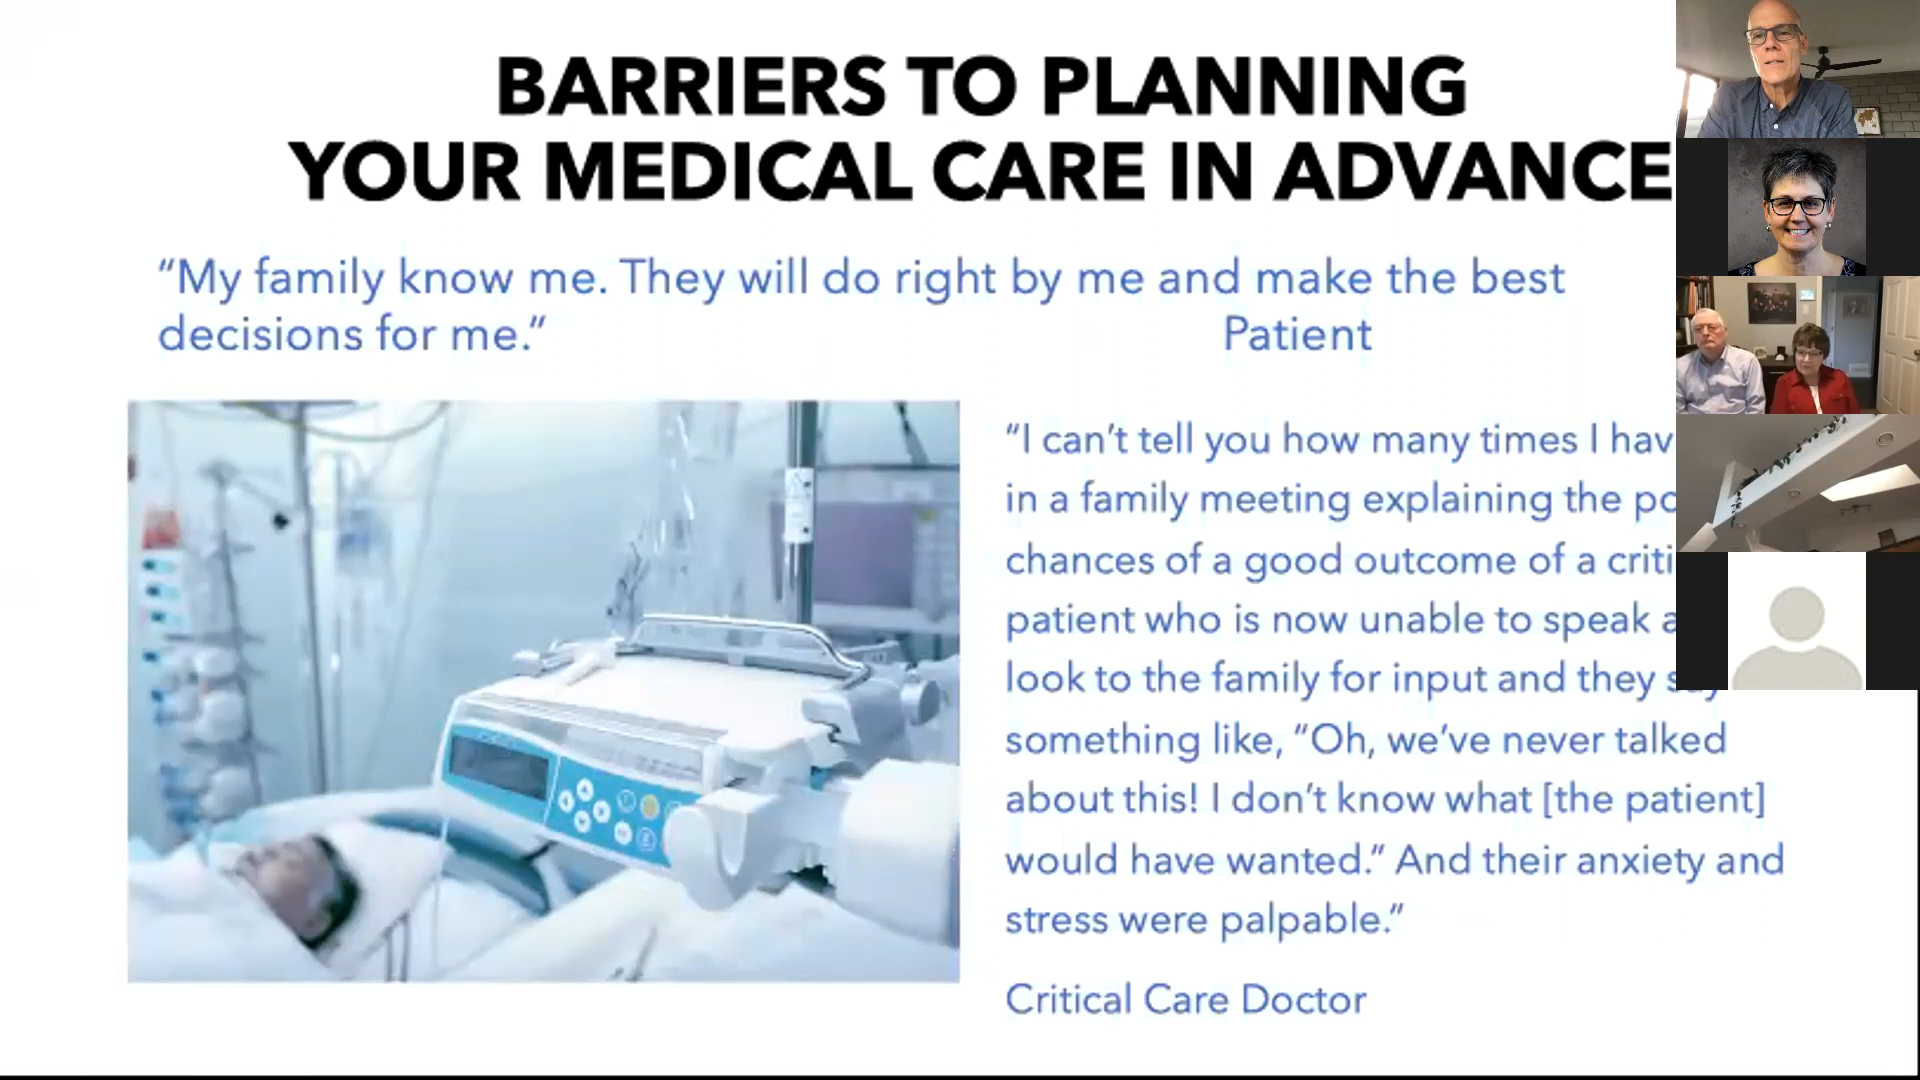 BARRIERS TO PLANNING
YOUR MEDICAL CARE IN ADVANCE
“My family know me. They will do right by me and make the best
decisions for me.” Patient
“I can’t tell you how many times I
in a family meeting explaining the
chances of a good outcome of a
patient who is now unable to speak
look to the family for input and they say
something like, “Oh, we’ve never talked
about this! I don’t know what [the patient]
would have wanted.” And their anxiety and
stress were palpable.”
Critical Care Doctor